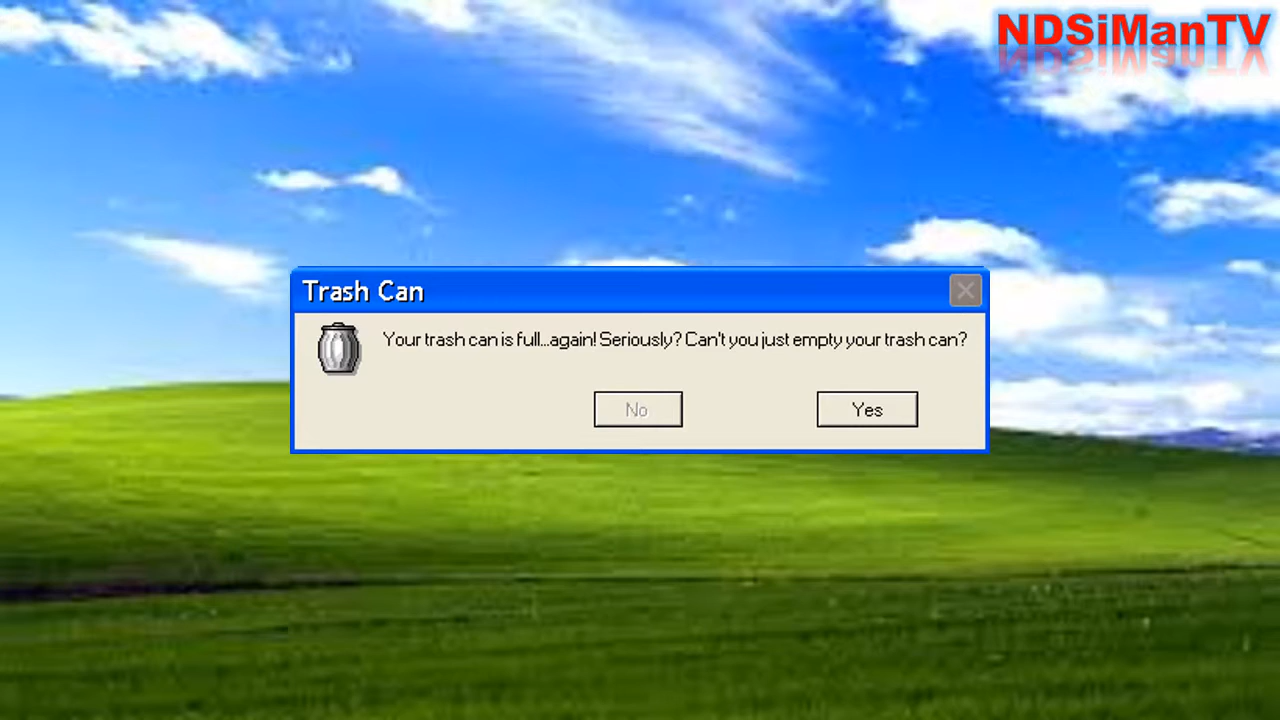 NDSiManTV
Trash Can
Your trash can is full...again! Seriously? Can't you just empty your trash can?
No
Yes